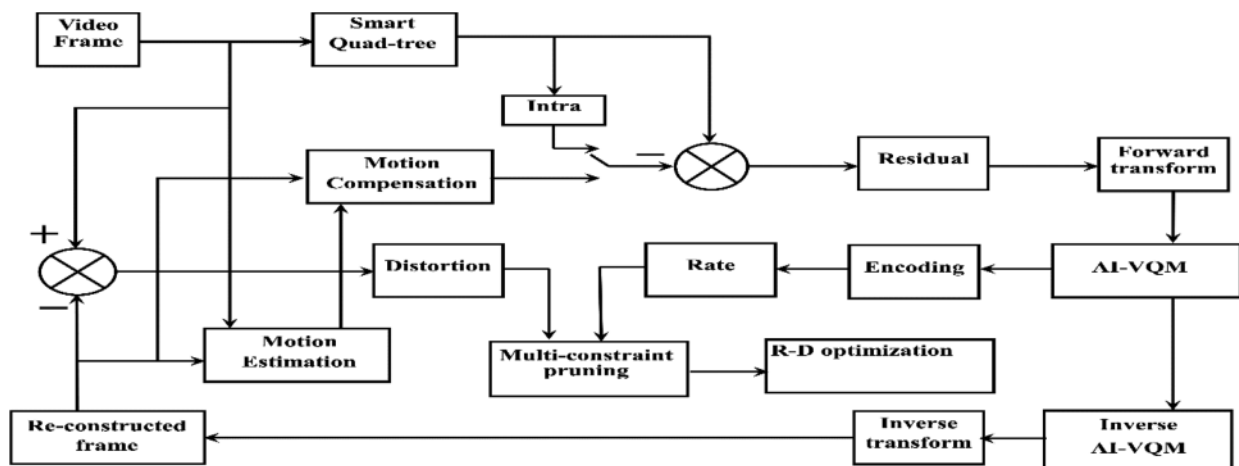 Video
Frame
Smart
Quad-tree
Intra
Motion
Compensation
−
Residual
Forward
transform
+
−
Distortion
Rate
Encoding
AI-VQM
Motion
Estimation
Multi-constraint
pruning
R-D optimization
Re-constructed
frame
Inverse
transform
Inverse
AI-VQM